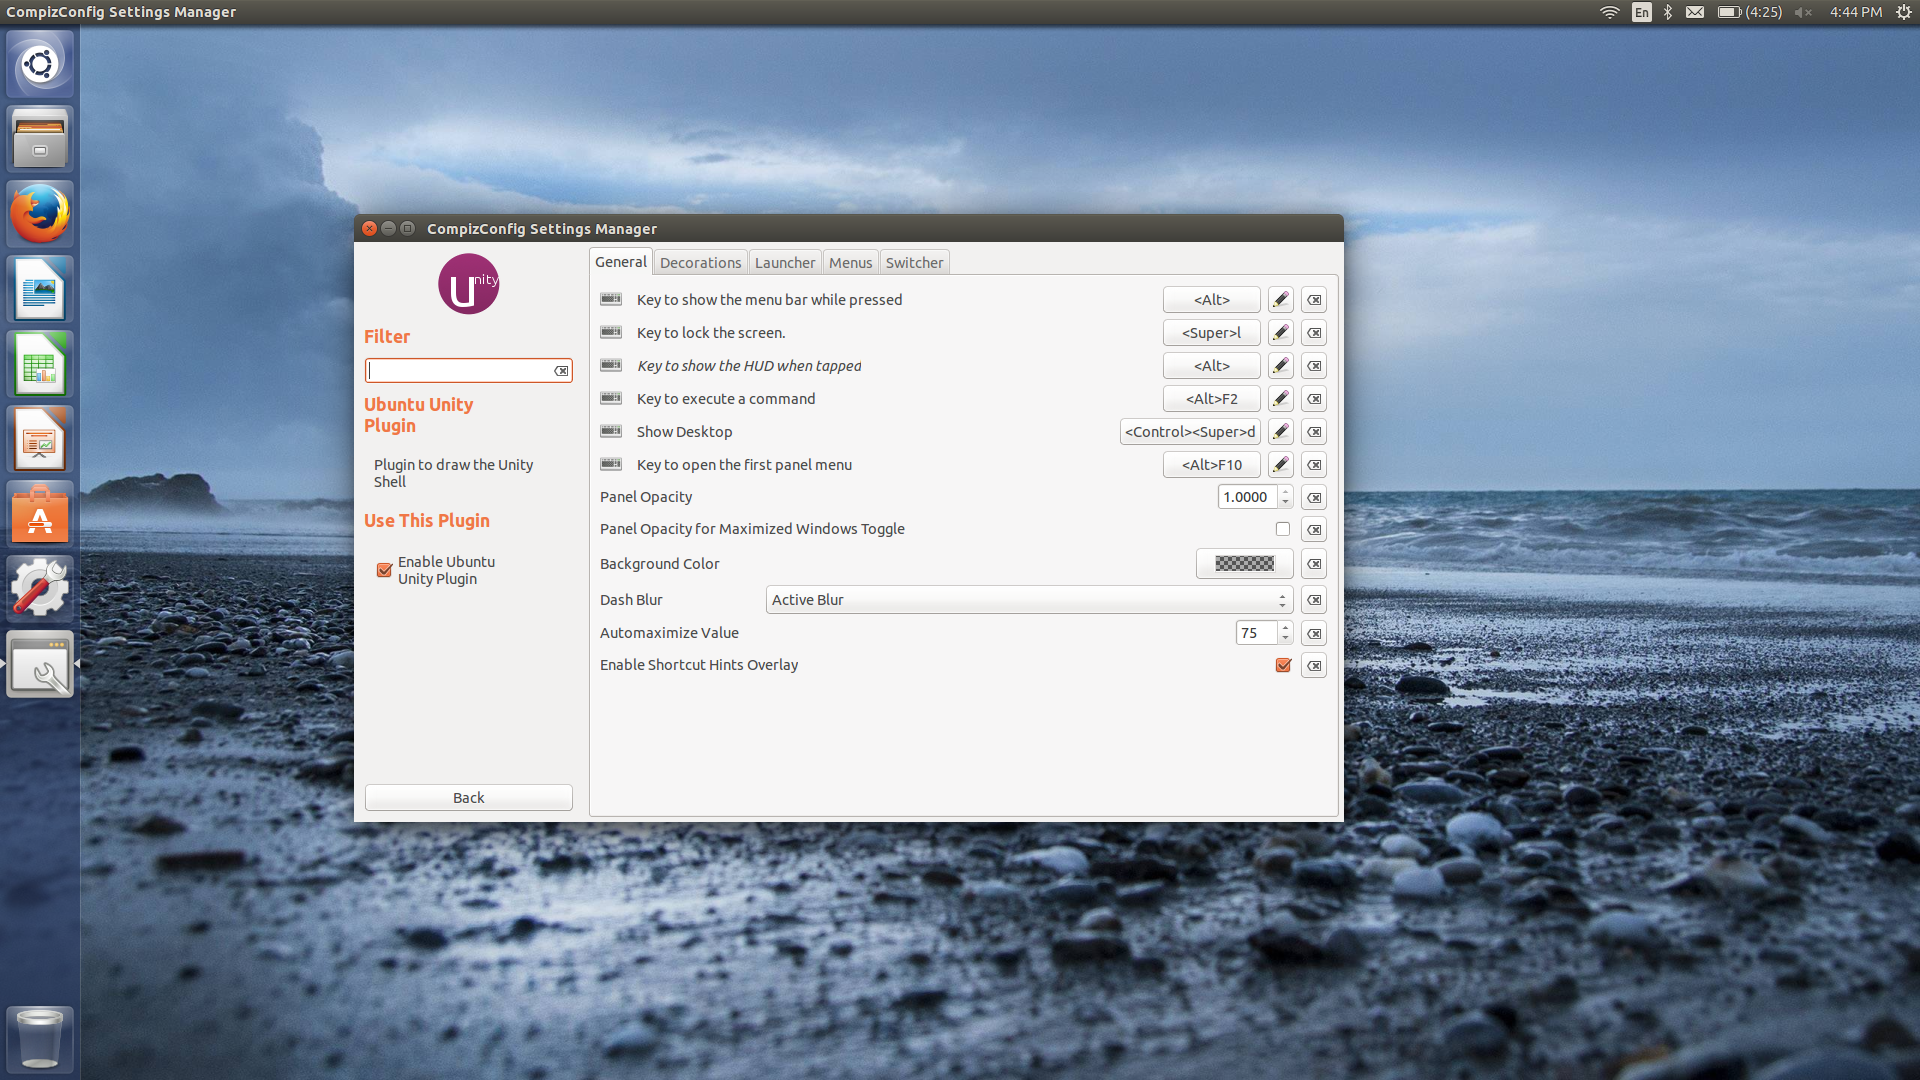 CompizConfig Settings Manager
En
(4:25)
4:44 PM
CompizConfig Settings Manager
Unity
Filter
Ubuntu Unity
Plugin
Plugin to draw the Unity
Shell
Use This Plugin
Enable Ubuntu
Unity Plugin
Back
General
Decorations
Launcher
Menus
Switcher
Key to show the menu bar while pressed
<Alt>
Key to lock the screen.
<Super>l
Key to show the HUD when tapped
<Alt>
Key to execute a command
<Alt>F2
Show Desktop
<Control><Super>d
Key to open the first panel menu
<Alt>F10
Panel Opacity
1.0000
Panel Opacity for Maximized Windows Toggle
Background Color
Dash Blur
Active Blur
Automaximize Value
75
Enable Shortcut Hints Overlay